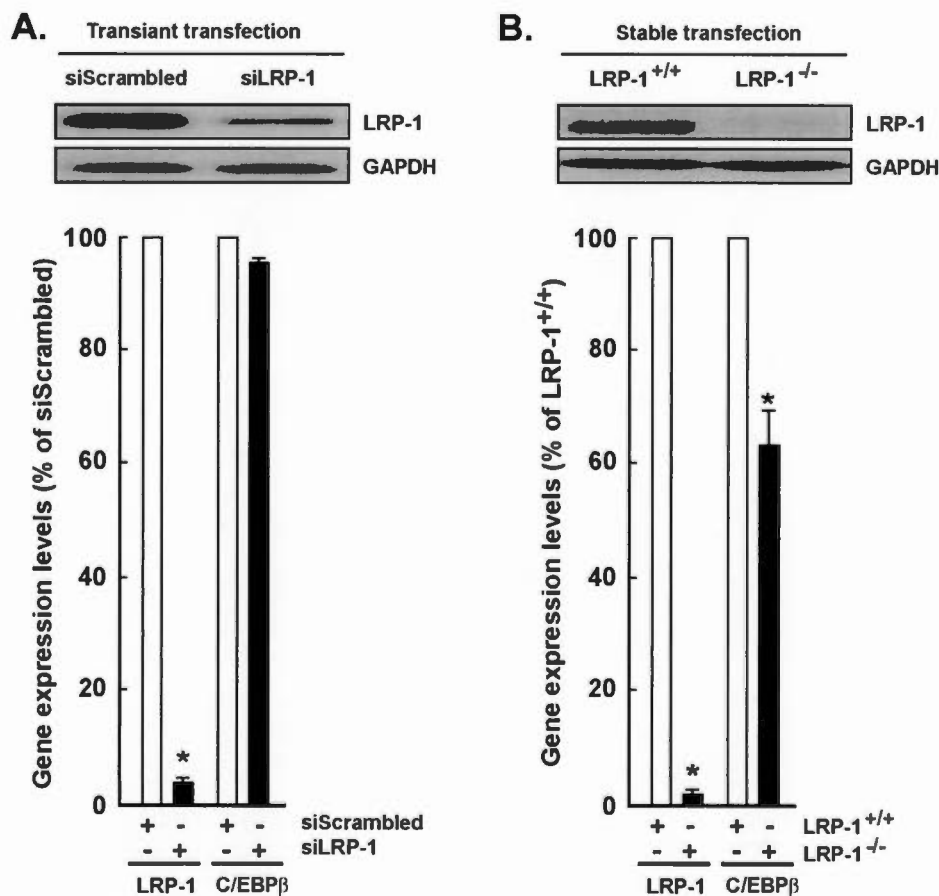 A.
Transiant transfection
siScrambled siLRP-1
LRP-1
GAPDH
Gene expression levels (% of siScrambled)
100
80
60
40
20
0
*
+ - + - siScrambled
- + - + siLRP-1
LRP-1 C/EBPβ
B.
Stable transfection
LRP-1+/+ LRP-1-/-
LRP-1
GAPDH
Gene expression levels (% of LRP-1+/+)
100
80
60
40
20
0
*
*
+ - + - LRP-1+/+
- + - + LRP-1-/-
LRP-1 C/EBPβ